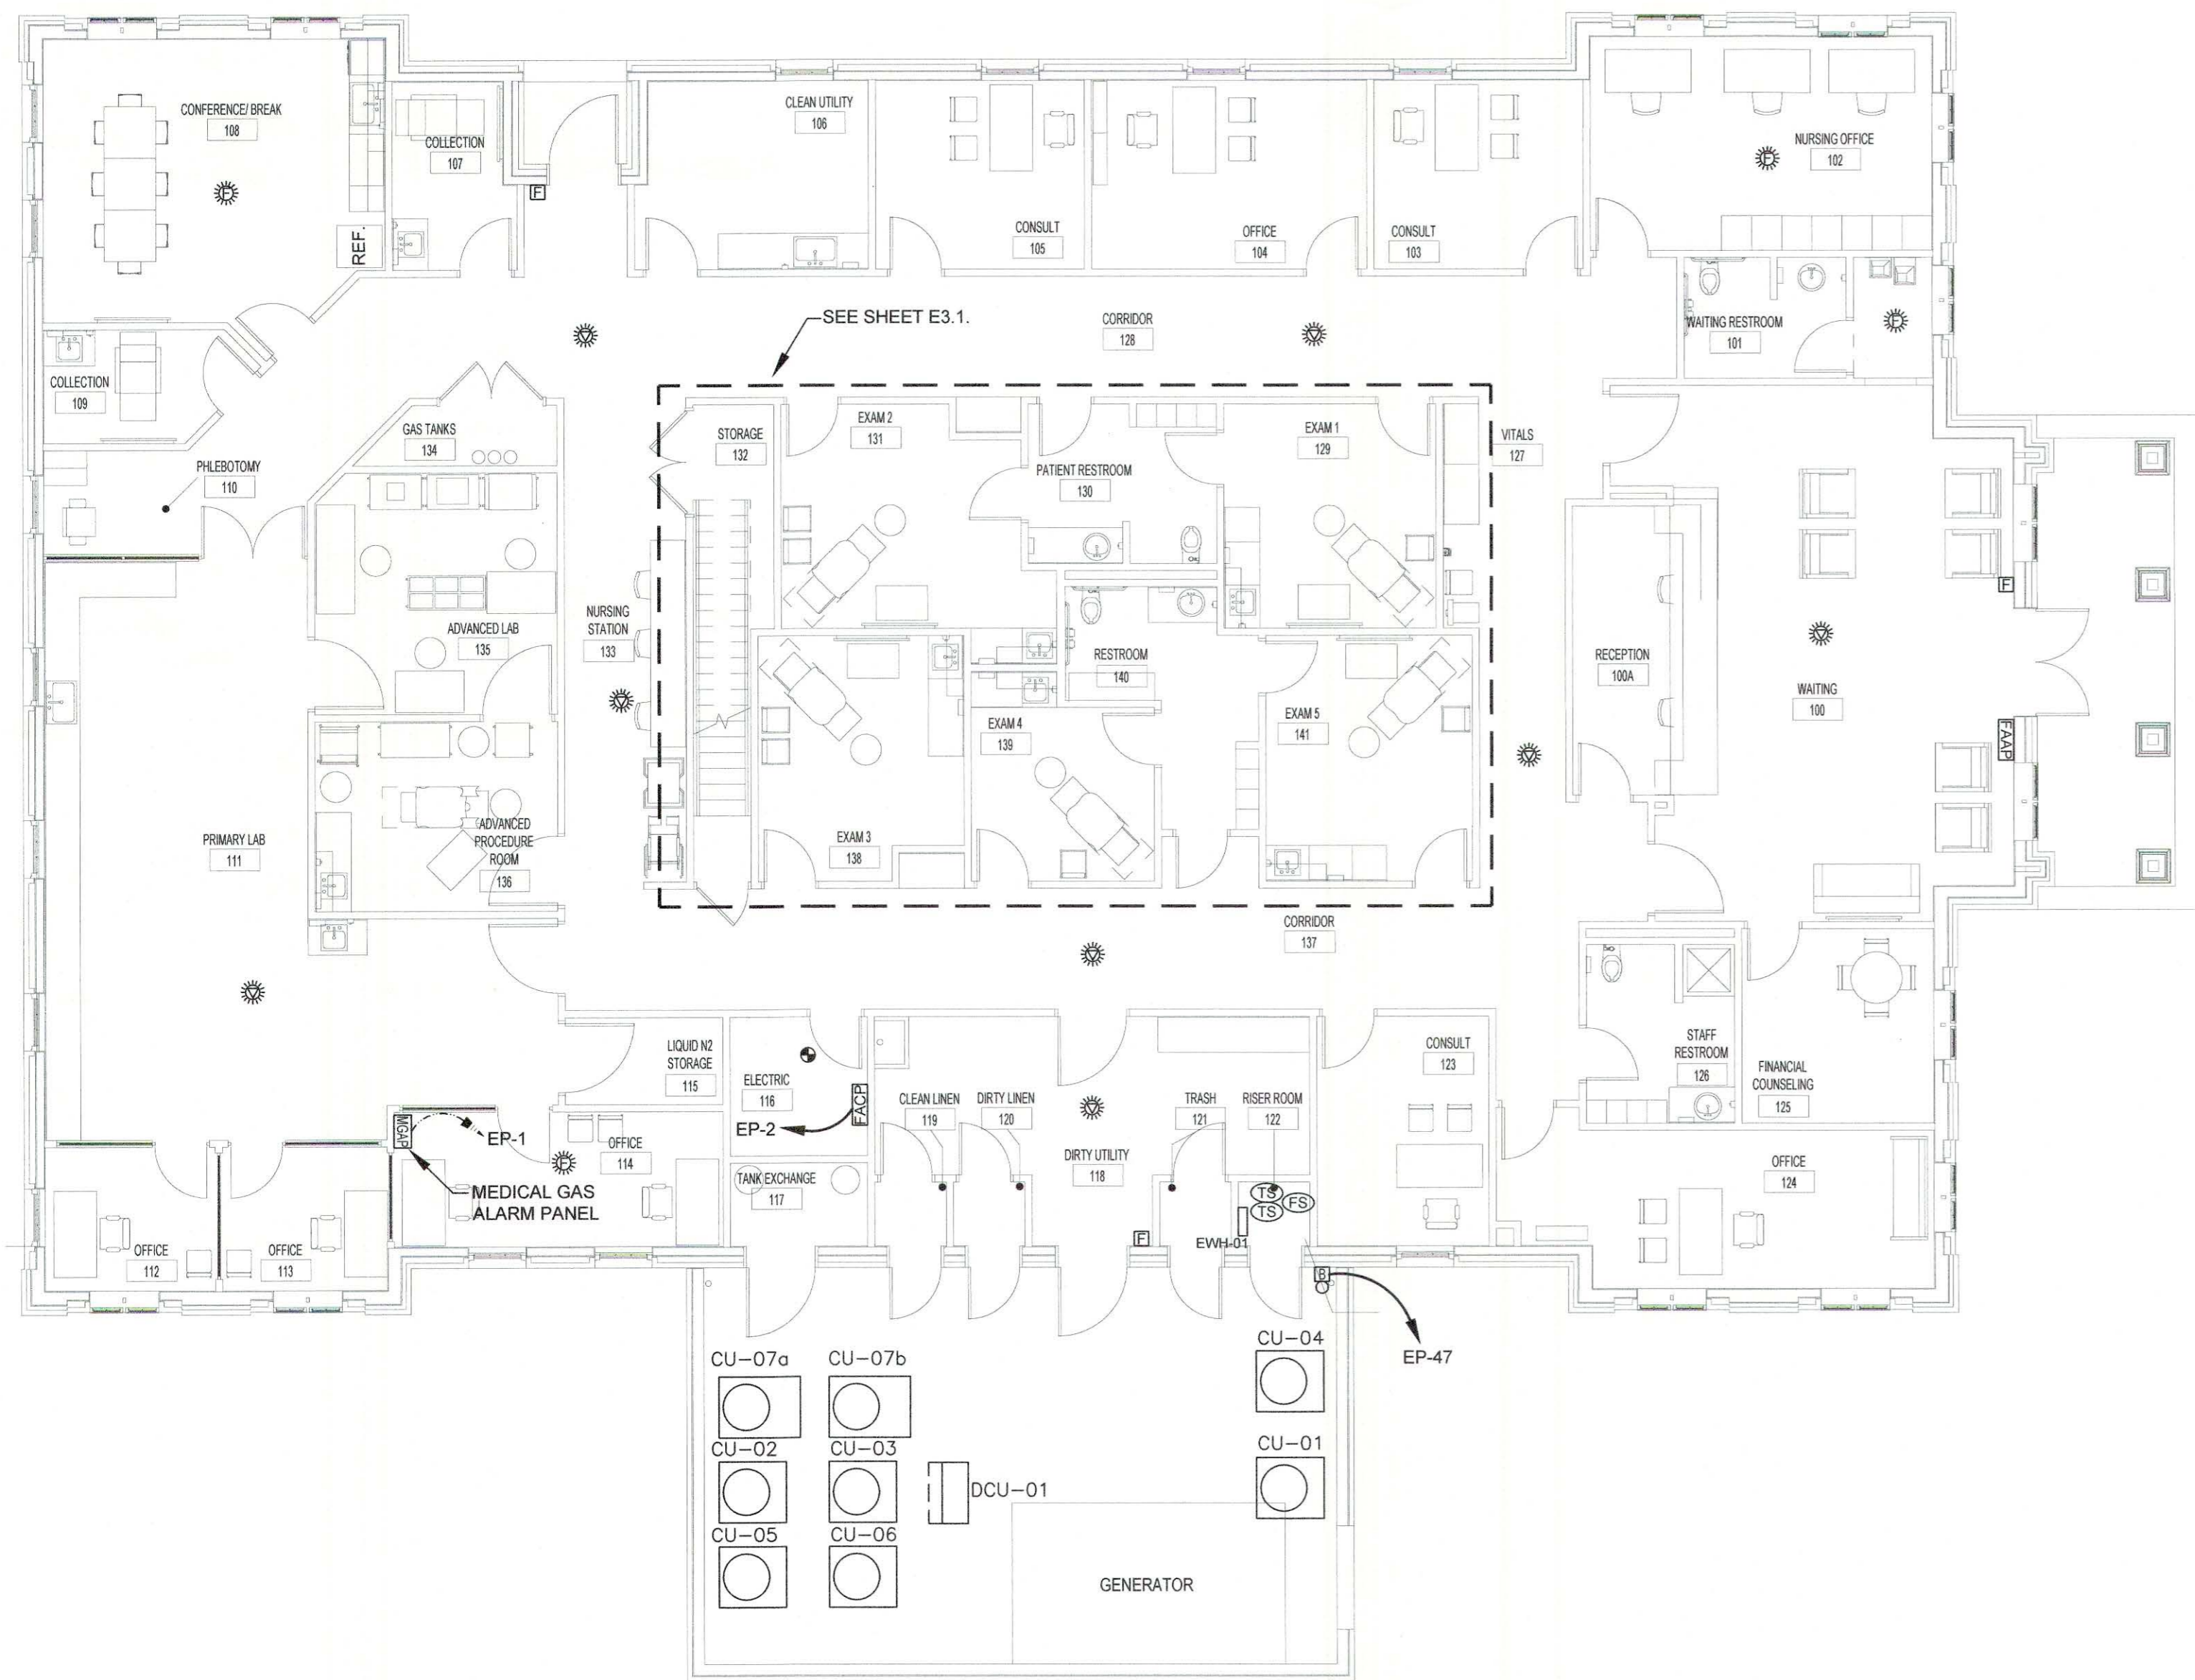 CONFERENCE/ BREAK
108
REF.
COLLECTION
107
F
CLEAN UTILITY
106
CONSULT
105
OFFICE
104
CONSULT
103
NURSING OFFICE
102
F
F
WAITING RESTROOM
101
F
SEE SHEET E3.1.
CORRIDOR
128
COLLECTION
109
GAS TANKS
134
PHLEBOTOMY
110
STORAGE
132
EXAM 2
131
PATIENT RESTROOM
130
EXAM 1
129
VITALS
127
ADVANCED LAB
135
NURSING
STATION
133
RESTROOM
140
EXAM 4
139
EXAM 5
141
RECEPTION
100A
WAITING
100
F
FAAP
PRIMARY LAB
111
ADVANCED
PROCEDURE
ROOM
136
EXAM 3
138
CORRIDOR
137
LIQUID N2
STORAGE
115
ELECTRIC
116
FACP
EP-2
CLEAN LINEN
119
DIRTY LINEN
120
TRASH
121
RISER ROOM
122
CONSULT
123
STAFF
RESTROOM
126
FINANCIAL
COUNSELING
125
MGAP
EP-1
OFFICE
114
F
MEDICAL GAS
ALARM PANEL
TANK EXCHANGE
117
DIRTY UTILITY
118
TS
TS
FS
F
EWH-01
OFFICE
124
OFFICE
112
OFFICE
113
B
EP-47
CU-07a
CU-07b
CU-04
CU-02
CU-03
CU-01
DCU-01
CU-05
CU-06
GENERATOR